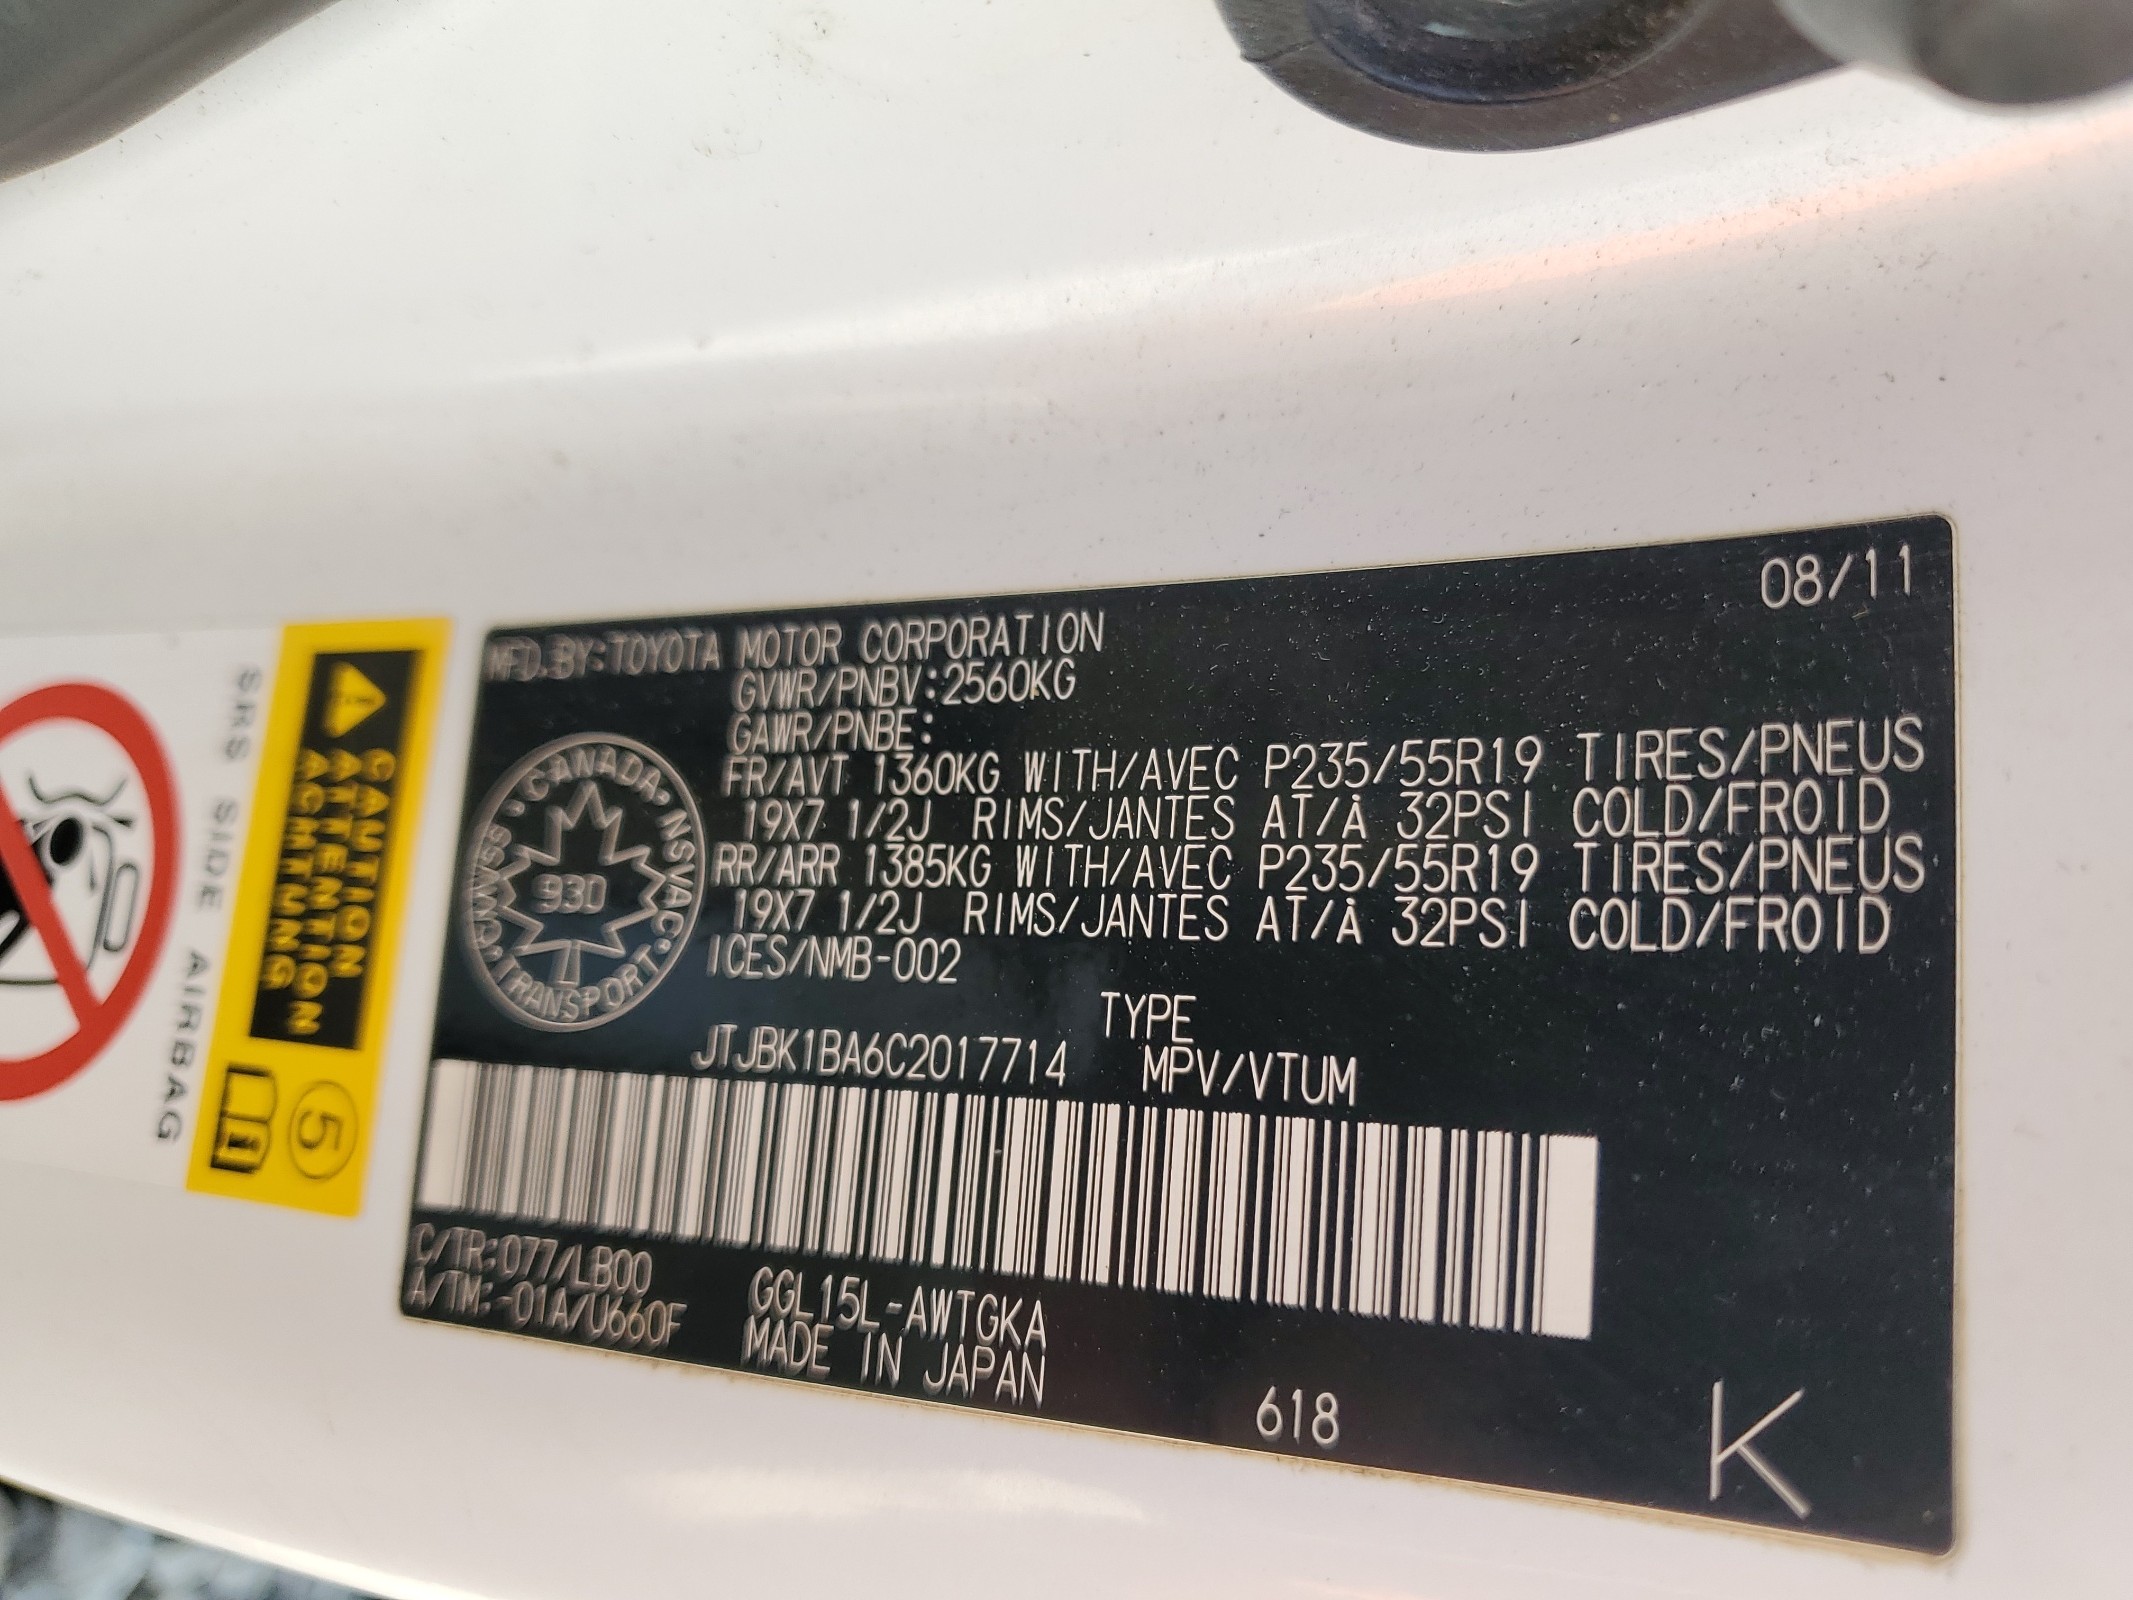 08/11
MFD.BY:TOYOTA MOTOR CORPORATION
GVWR/PNBV:2560KG
GAWR/PNBE:
FR/AVT 1360KG WITH/AVEC P235/55R19 TIRES/PNEUS
19X7 1/2J RIMS/JANTES AT/À 32PSI COLD/FROID
RR/ARR 1385KG WITH/AVEC P235/55R19 TIRES/PNEUS
19X7 1/2J RIMS/JANTES AT/À 32PSI COLD/FROID
ICES/NMB-002
CANADA · NSVAC
930
TRANSPORT
TYPE
JTJBK1BA6C2017714 MPV/VTUM
C/TR:077/LB00
A/TM:-01A/U660F
GGL15L-AWTGKA
MADE IN JAPAN
618
K
CAUTION
ATTENTION
ACHTUNG
5
SRS SIDE AIRBAG